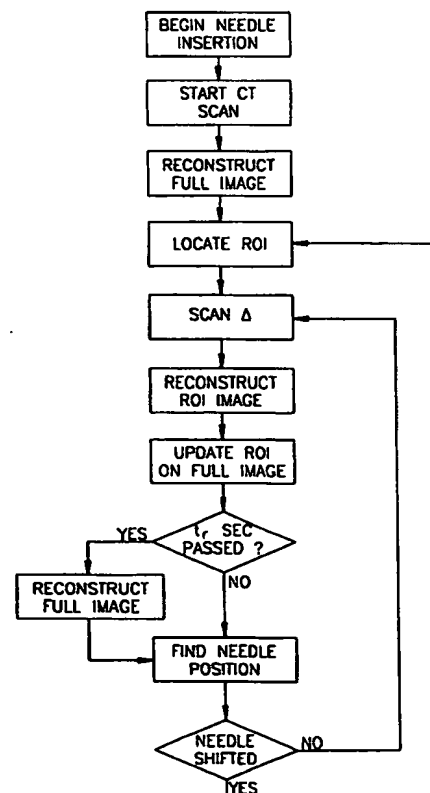 BEGIN NEEDLE
INSERTION
START CT
SCAN
RECONSTRUCT
FULL IMAGE
LOCATE ROI
SCAN Δ
RECONSTRUCT
ROI IMAGE
UPDATE ROI
ON FULL IMAGE
YES
tr SEC
PASSED ?
RECONSTRUCT
FULL IMAGE
NO
FIND NEEDLE
POSITION
NEEDLE
SHIFTED
NO
YES